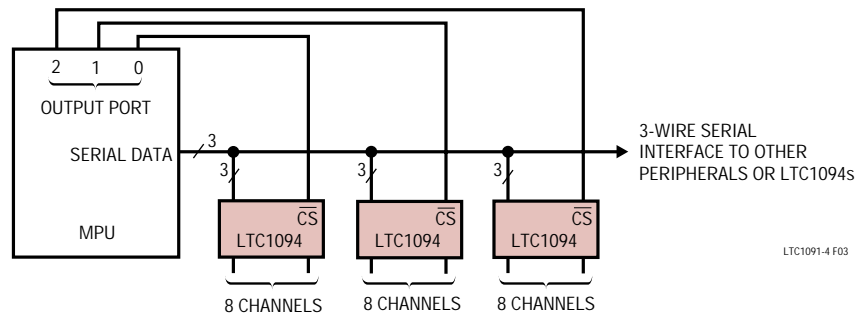 2 1 0
OUTPUT PORT
SERIAL DATA
3
3-WIRE SERIAL
INTERFACE TO OTHER
PERIPHERALS OR LTC1094s
3
3
3
CS
CS
CS
LTC1094
LTC1094
LTC1094
MPU
LTC1091-4 F03
8 CHANNELS
8 CHANNELS
8 CHANNELS